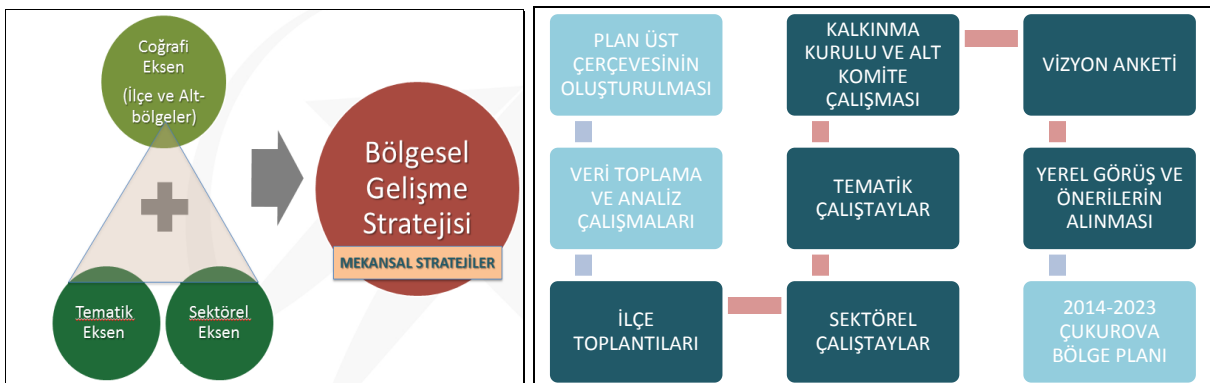 Coğrafi
Eksen
(İlçe ve Alt-
bölgeler)
Tematik
Eksen
Sektörel
Eksen
Bölgesel
Gelişme
Stratejisi
MEKANSAL STRATEJİLER
PLAN ÜST
ÇERÇEVESİNİN
OLUŞTURULMASI
VERİ TOPLAMA
VE ANALİZ
ÇALIŞMALARI
İLÇE
TOPLANTILARI
SEKTÖREL
ÇALIŞTAYLAR
TEMATİK
ÇALIŞTAYLAR
KALKINMA
KURULU VE ALT
KOMİTE
ÇALIŞMASI
VİZYON ANKETİ
YEREL GÖRÜŞ VE
ÖNERİLERİN
ALINMASI
2014-2023
ÇUKUROVA
BÖLGE PLANI